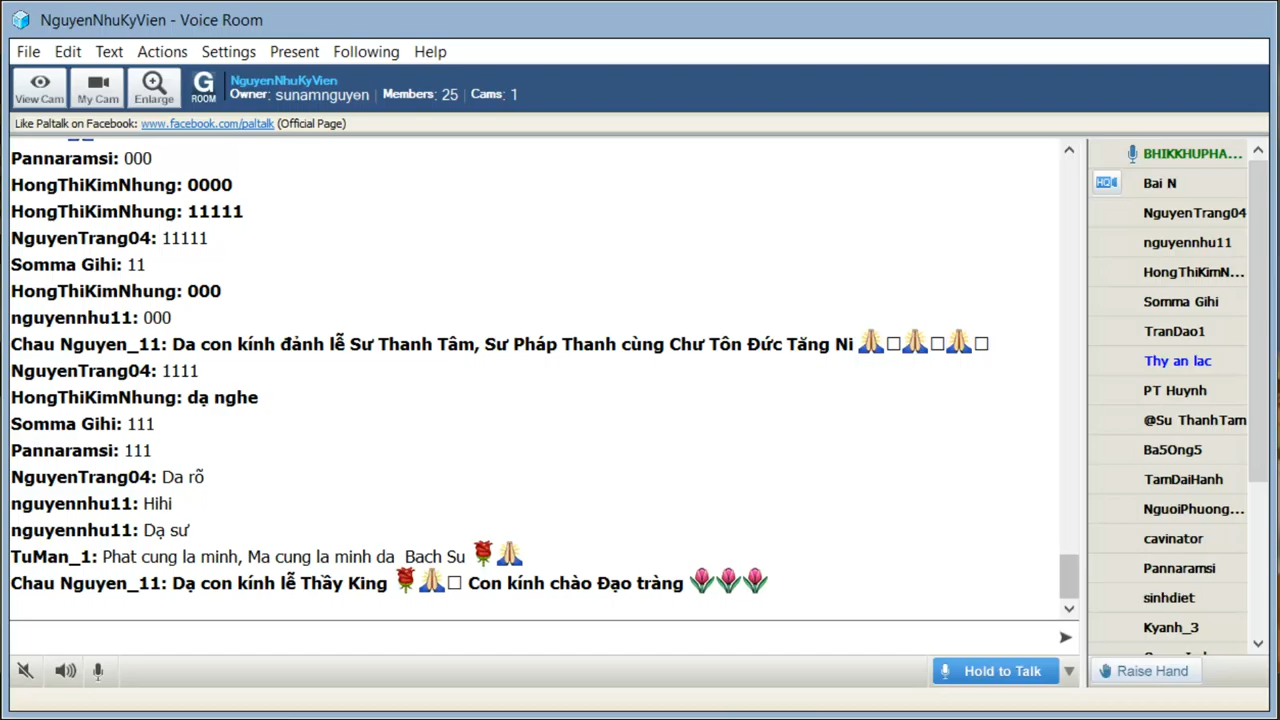 NguyenNhuKyVien - Voice Room
File Edit Text Actions Settings Present Following Help
View Cam My Cam Enlarge G ROOM
NguyenNhuKyVien
Owner: sunamnguyen | Members: 25 | Cams: 1
Like Paltalk on Facebook: www.facebook.com/paltalk (Official Page)
Pannaramsi: 000
HongThiKimNhung: 0000
HongThiKimNhung: 11111
NguyenTrang04: 11111
Somma Gihi: 11
HongThiKimNhung: 000
nguyennhu11: 000
Chau Nguyen_11: Da con kính đảnh lễ Sư Thanh Tâm, Sư Pháp Thanh cùng Chư Tôn Đức Tăng Ni 🙏□🙏□🙏□
NguyenTrang04: 1111
HongThiKimNhung: dạ nghe
Somma Gihi: 111
Pannaramsi: 111
NguyenTrang04: Da rõ
nguyennhu11: Hihi
nguyennhu11: Dạ sư
TuMan_1: Phat cung la minh, Ma cung la minh da Bach Su 🌹🙏
Chau Nguyen_11: Dạ con kính lễ Thầy King 🌹🙏□ Con kính chào Đạo tràng 🌷🌷🌷
BHIKKHUPHA...
HD Bai N
NguyenTrang04
nguyennhu11
HongThiKimN...
Somma Gihi
TranDao1
Thy an lac
PT Huynh
@Su ThanhTam
Ba5Ong5
TamDaiHanh
NguoiPhuong...
cavinator
Pannaramsi
sinhdiet
Kyanh_3
Hold to Talk
Raise Hand